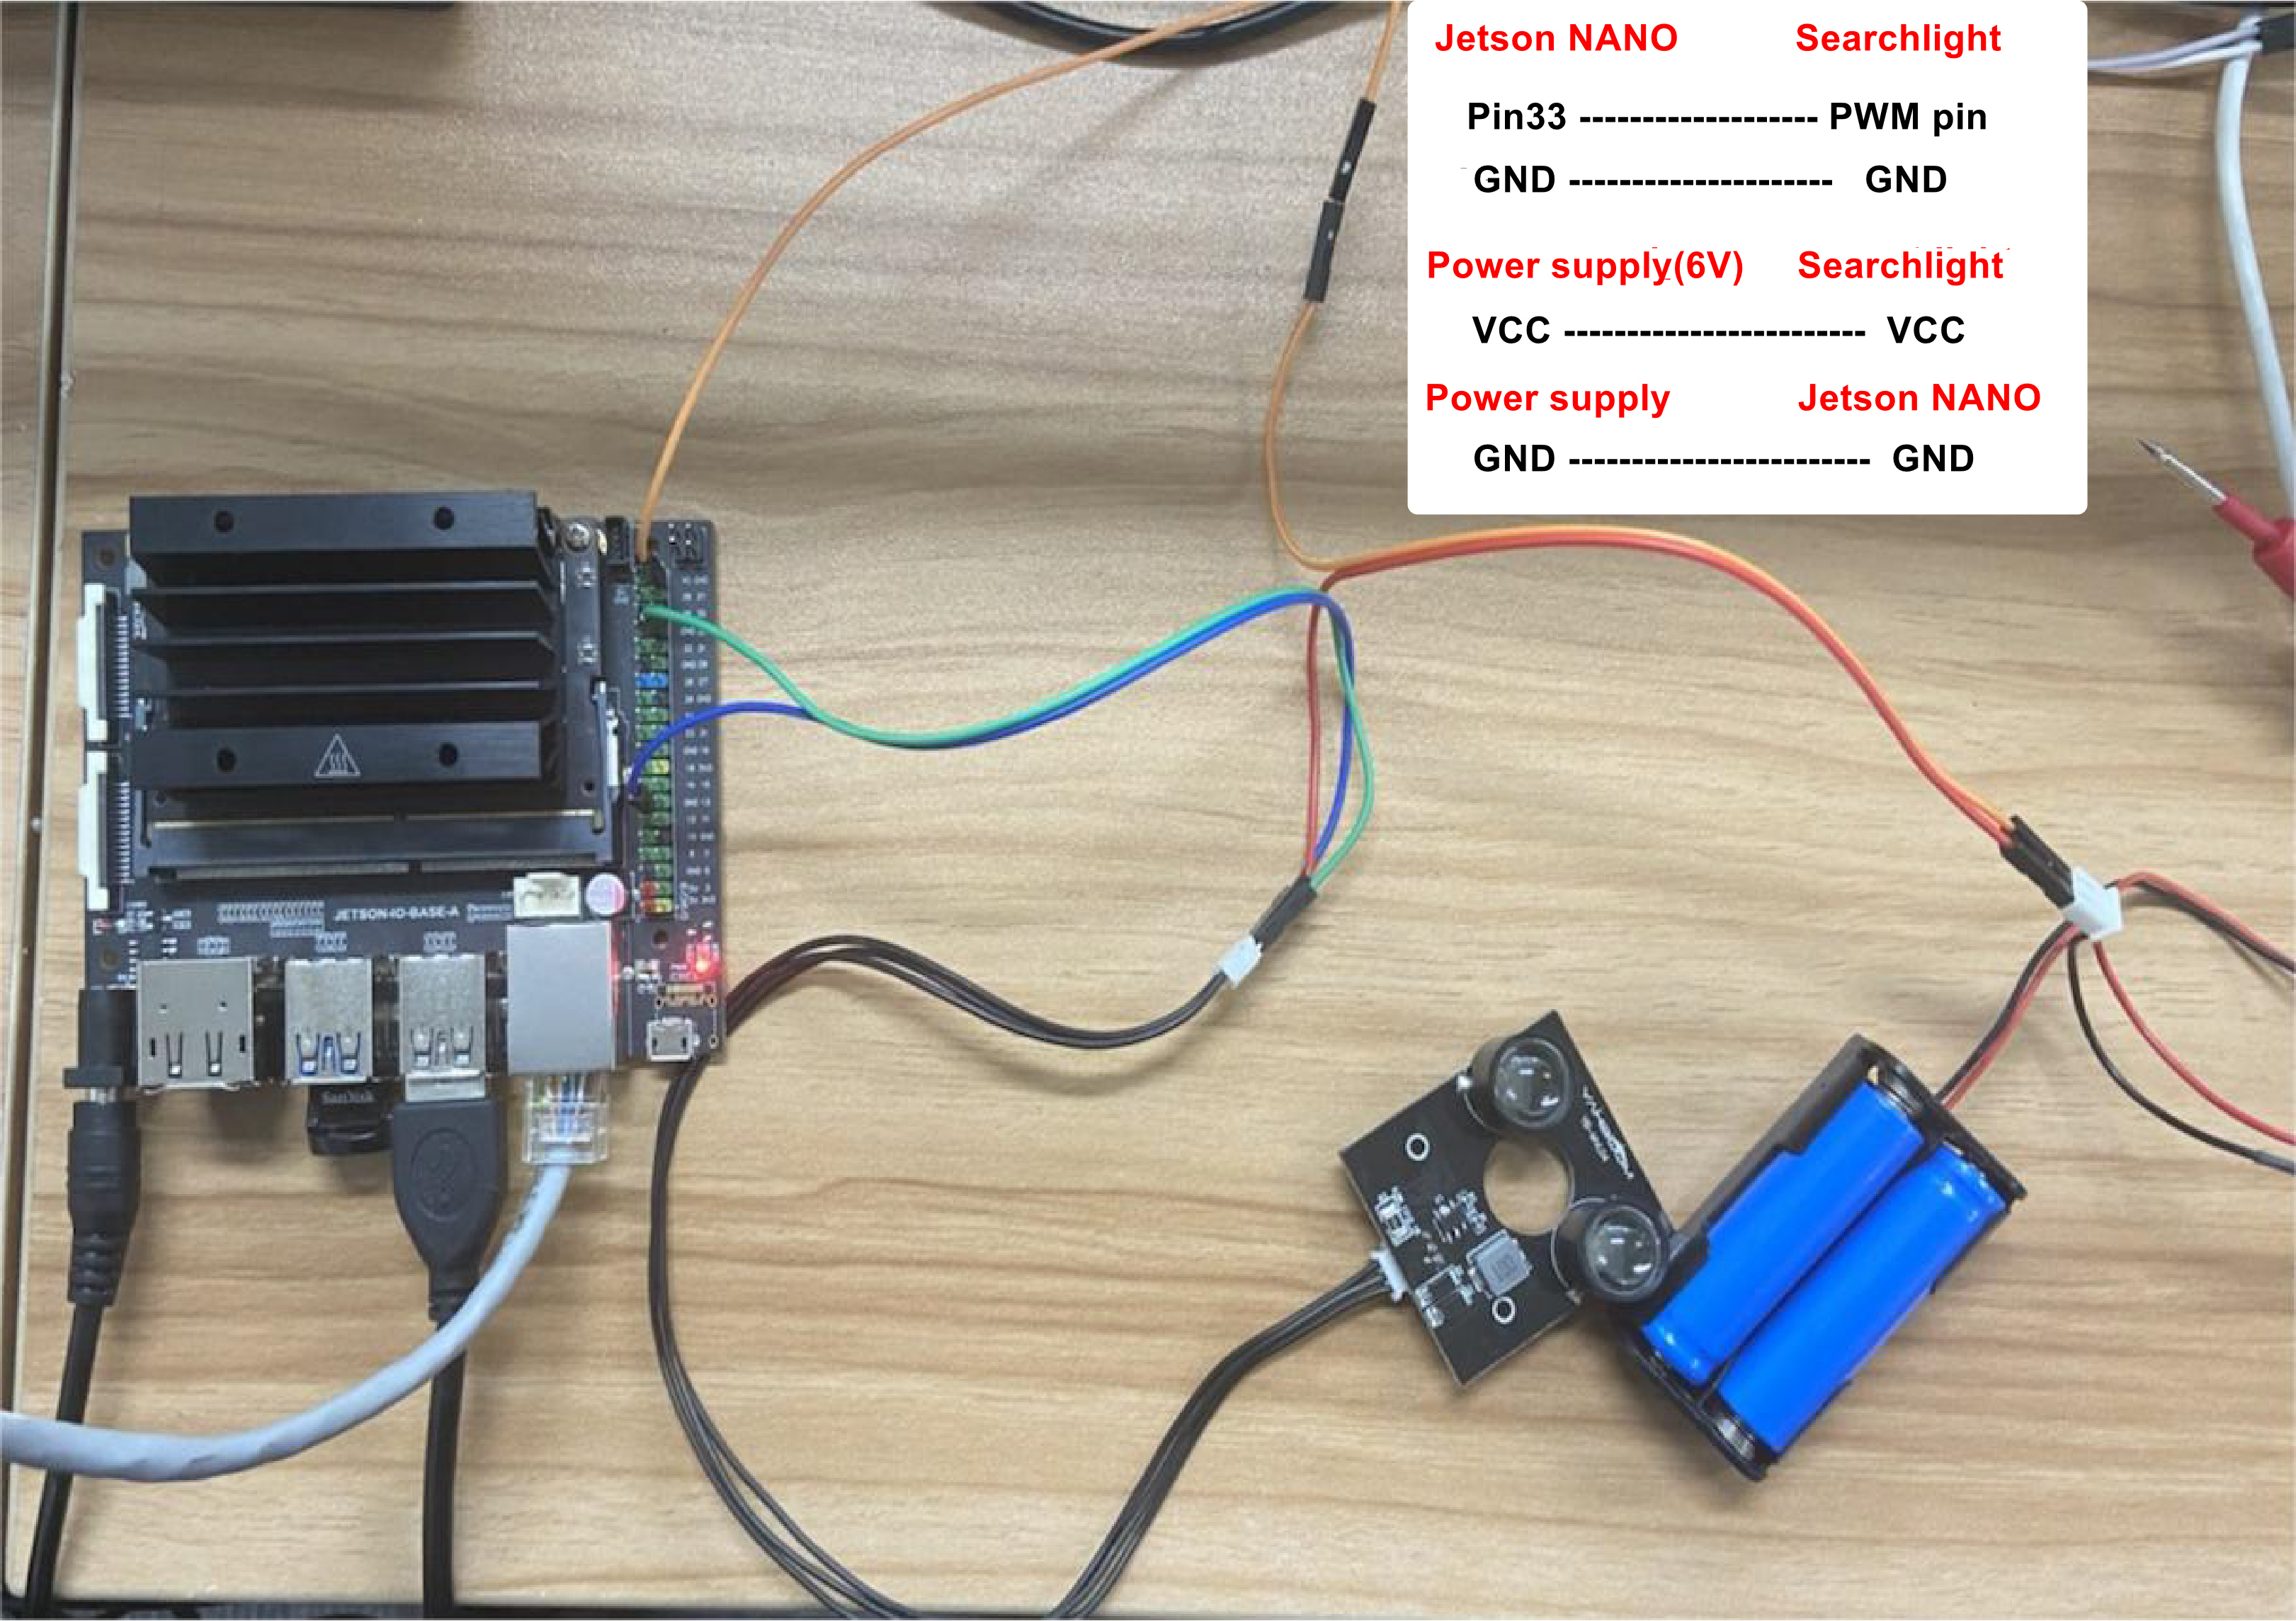 Jetson NANO Searchlight
Pin33 ------------------- PWM pin
GND --------------------- GND
Power supply(6V) Searchlight
VCC ------------------------ VCC
Power supply Jetson NANO
GND ------------------------ GND
JETSON-IO-BASE-A
SanDisk